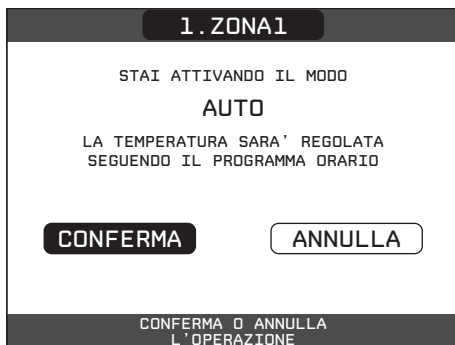 1.ZONA1
STAI ATTIVANDO IL MODO
AUTO
LA TEMPERATURA SARA' REGOLATA
SEGUENDO IL PROGRAMMA ORARIO
CONFERMA ANNULLA
CONFERMA O ANNULLA
L'OPERAZIONE